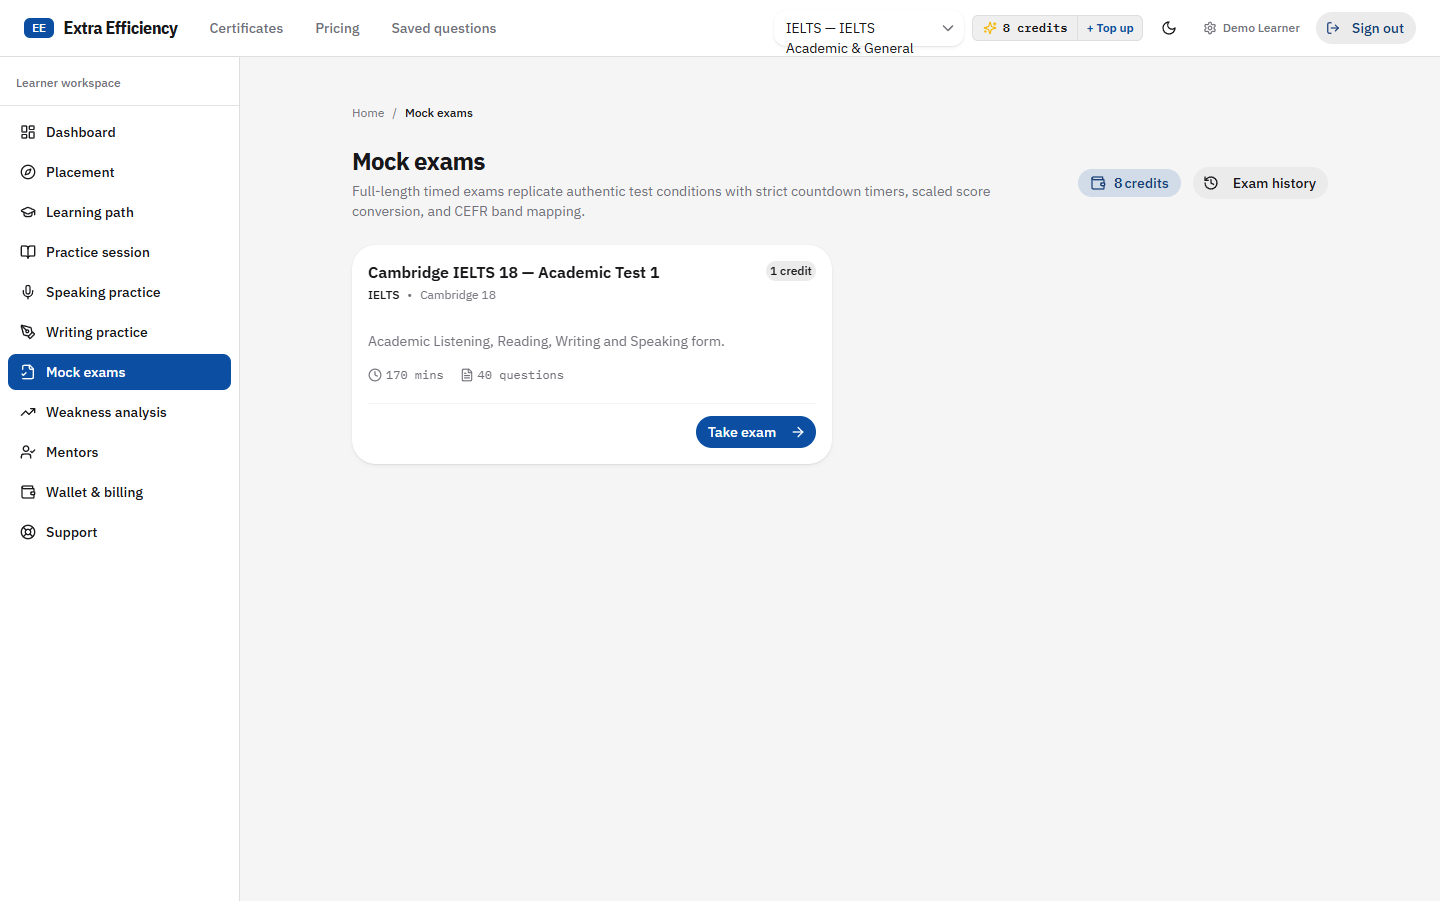 EE Extra Efficiency
Certificates
Pricing
Saved questions
IELTS — IELTS
Academic & General
8 credits
+ Top up
Demo Learner
Sign out
Learner workspace
Dashboard
Placement
Learning path
Practice session
Speaking practice
Writing practice
Mock exams
Weakness analysis
Mentors
Wallet & billing
Support
Home / Mock exams
Mock exams
Full-length timed exams replicate authentic test conditions with strict countdown timers, scaled score
conversion, and CEFR band mapping.
8 credits
Exam history
Cambridge IELTS 18 — Academic Test 1
1 credit
IELTS • Cambridge 18
Academic Listening, Reading, Writing and Speaking form.
170 mins
40 questions
Take exam